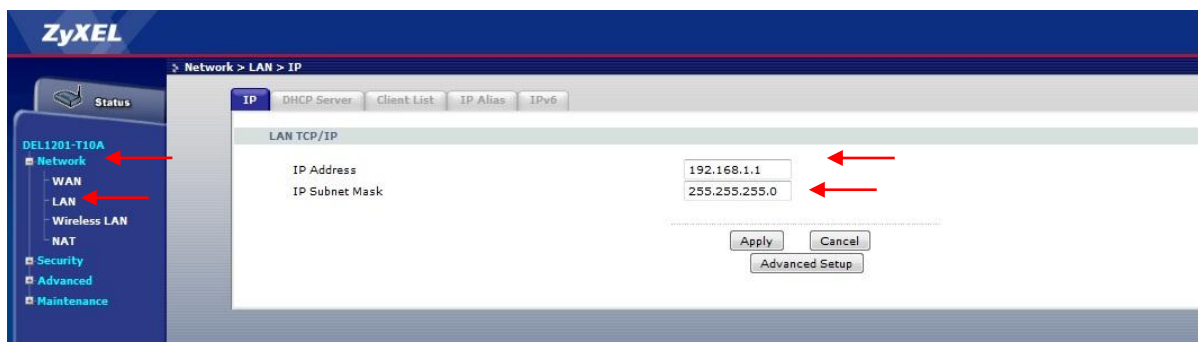 ZyXEL
Network > LAN > IP
Status
IP DHCP Server Client List IP Alias IPv6
LAN TCP/IP
DEL1201-T10A
Network
WAN
LAN
Wireless LAN
NAT
Security
Advanced
Maintenance
IP Address 192.168.1.1
IP Subnet Mask 255.255.255.0
Apply Cancel
Advanced Setup